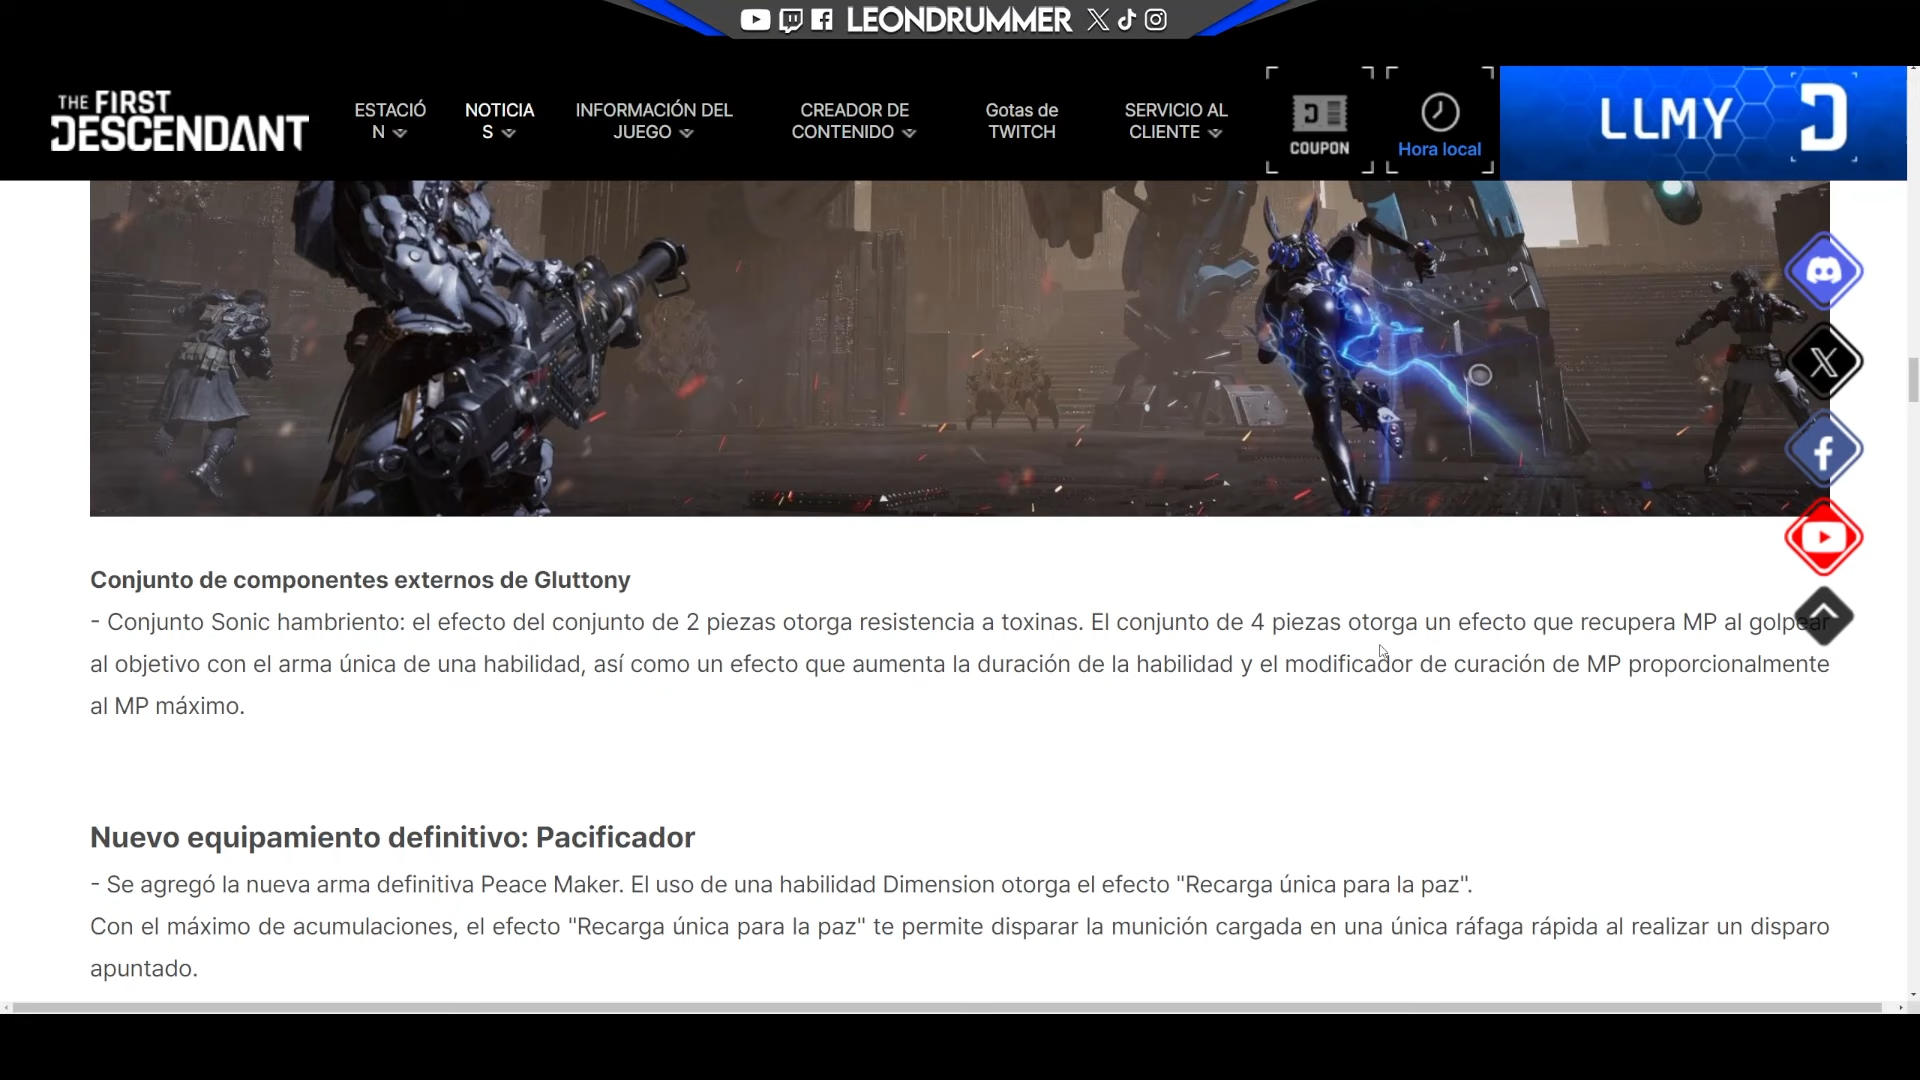 LEONDRUMMER
THE FIRST
DESCENDANT
ESTACIÓ
N
NOTICIA
S
INFORMACIÓN DEL
JUEGO
CREADOR DE
CONTENIDO
Gotas de
TWITCH
SERVICIO AL
CLIENTE
COUPON
Hora local
LLMY
Conjunto de componentes externos de Gluttony
- Conjunto Sonic hambriento: el efecto del conjunto de 2 piezas otorga resistencia a toxinas. El conjunto de 4 piezas otorga un efecto que recupera MP al golpear
al objetivo con el arma única de una habilidad, así como un efecto que aumenta la duración de la habilidad y el modificador de curación de MP proporcionalmente
al MP máximo.
Nuevo equipamiento definitivo: Pacificador
- Se agregó la nueva arma definitiva Peace Maker. El uso de una habilidad Dimension otorga el efecto "Recarga única para la paz".
Con el máximo de acumulaciones, el efecto "Recarga única para la paz" te permite disparar la munición cargada en una única ráfaga rápida al realizar un disparo
apuntado.